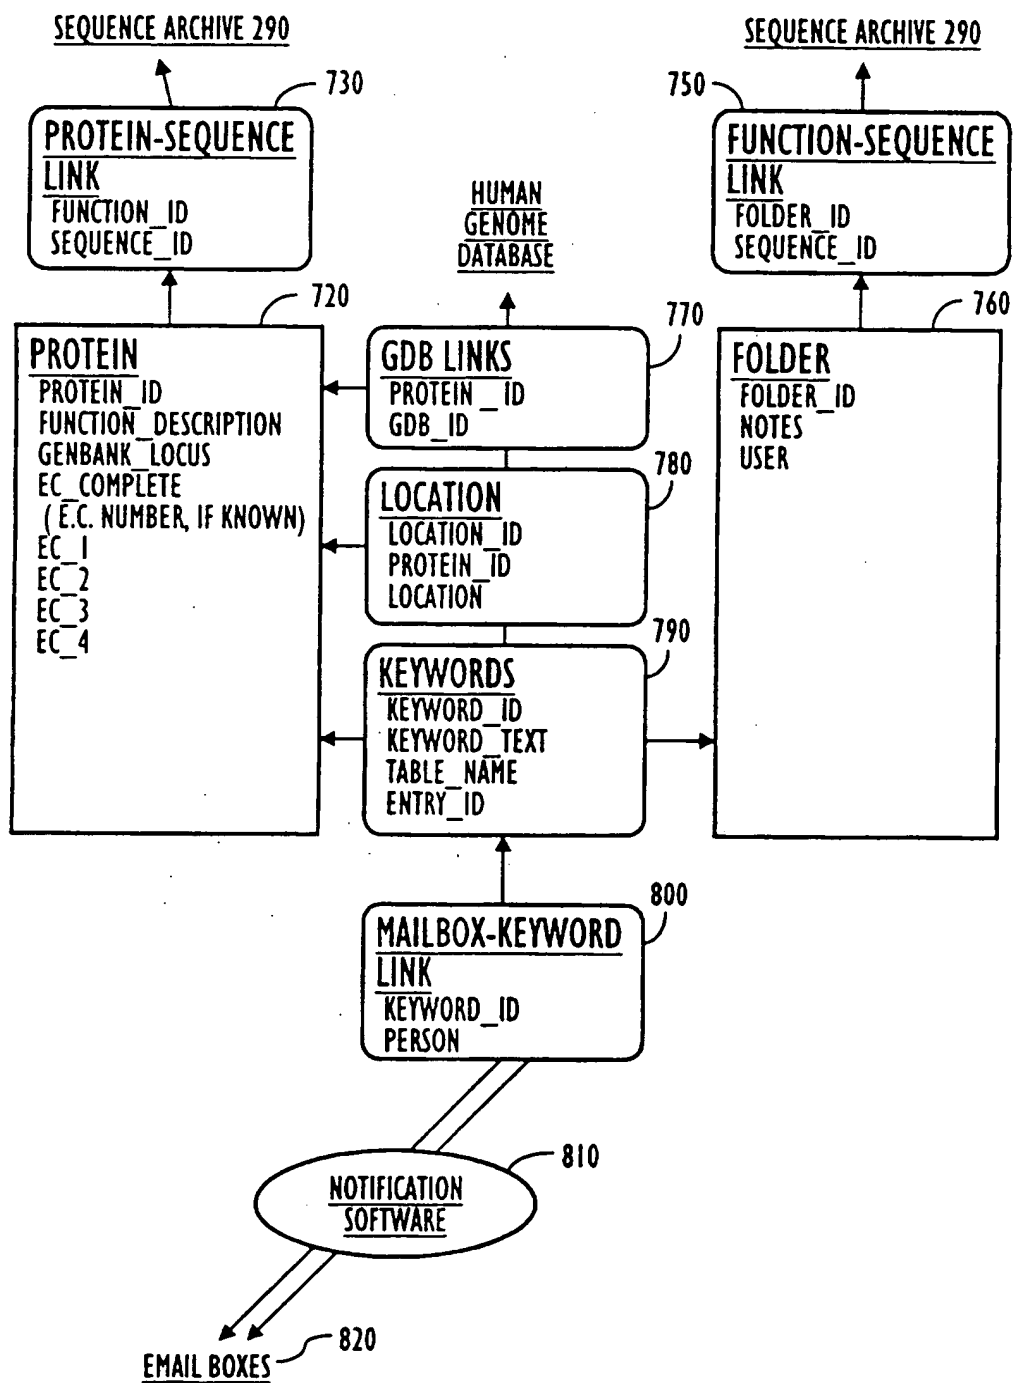 SEQUENCE ARCHIVE 290
730
PROTEIN-SEQUENCE
LINK
FUNCTION_ID
SEQUENCE_ID
SEQUENCE ARCHIVE 290
750
FUNCTION-SEQUENCE
LINK
FOLDER_ID
SEQUENCE_ID
HUMAN
GENOME
DATABASE
720
PROTEIN
PROTEIN_ID
FUNCTION_DESCRIPTION
GENBANK_LOCUS
EC_COMPLETE
( E.C. NUMBER, IF KNOWN)
EC_1
EC_2
EC_3
EC_4
770
GDB LINKS
PROTEIN_ID
GDB_ID
780
LOCATION
LOCATION_ID
PROTEIN_ID
LOCATION
790
KEYWORDS
KEYWORD_ID
KEYWORD_TEXT
TABLE_NAME
ENTRY_ID
760
FOLDER
FOLDER_ID
NOTES
USER
800
MAILBOX-KEYWORD
LINK
KEYWORD_ID
PERSON
810
NOTIFICATION
SOFTWARE
820
EMAIL BOXES